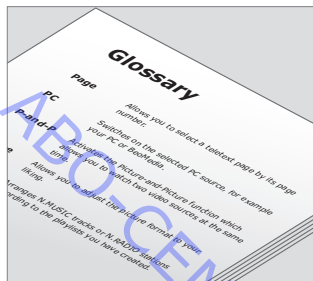 Glossary
Page
Allows you to select a teletext page by its page
number.
PC
Switches on the selected PC source, for example
your PC or BeoMedia.
P-and-P
Activates the Picture-and-Picture function which
allows you to watch two video sources at the same
time.
e
Allows you to adjust the picture format to your
liking.
Arranges N.MUSIC tracks or N.RADIO stations
ording to the playlists you have created.
ABO-CEN